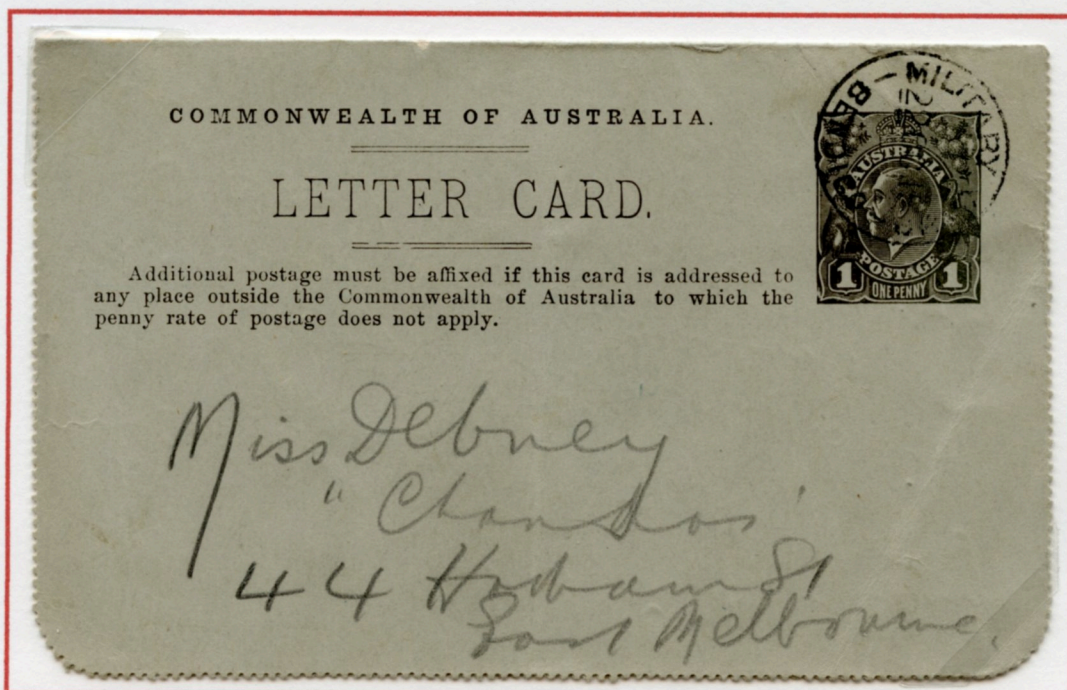 COMMONWEALTH OF AUSTRALIA.
LETTER CARD.
Additional postage must be affixed if this card is addressed to
any place outside the Commonwealth of Australia to which the
penny rate of postage does not apply.
MILITARY
AUSTRALIA
POSTAGE
1 ONE PENNY 1
Miss Debney
"Chandos"
44 Hotham St
East Melbourne.